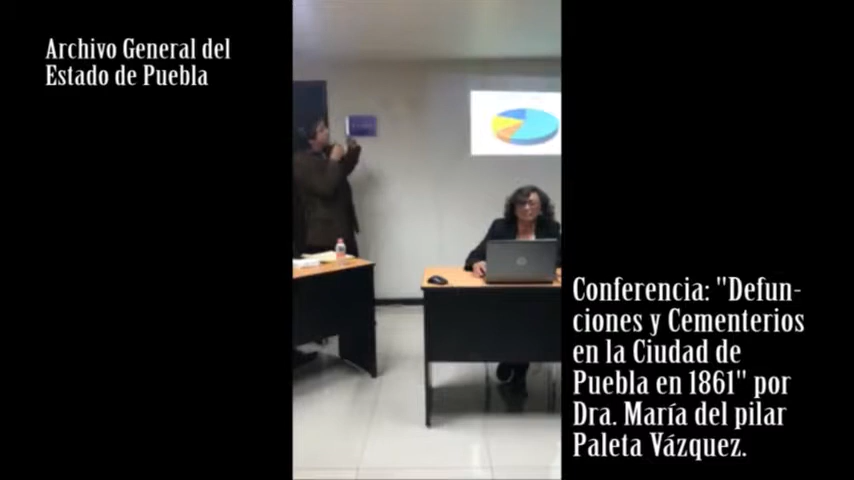 Archivo General del
Estado de Puebla
Conferencia: "Defun-
ciones y Cementerios
en la Ciudad de
Puebla en 1861" por
Dra. María del pilar
Paleta Vázquez.